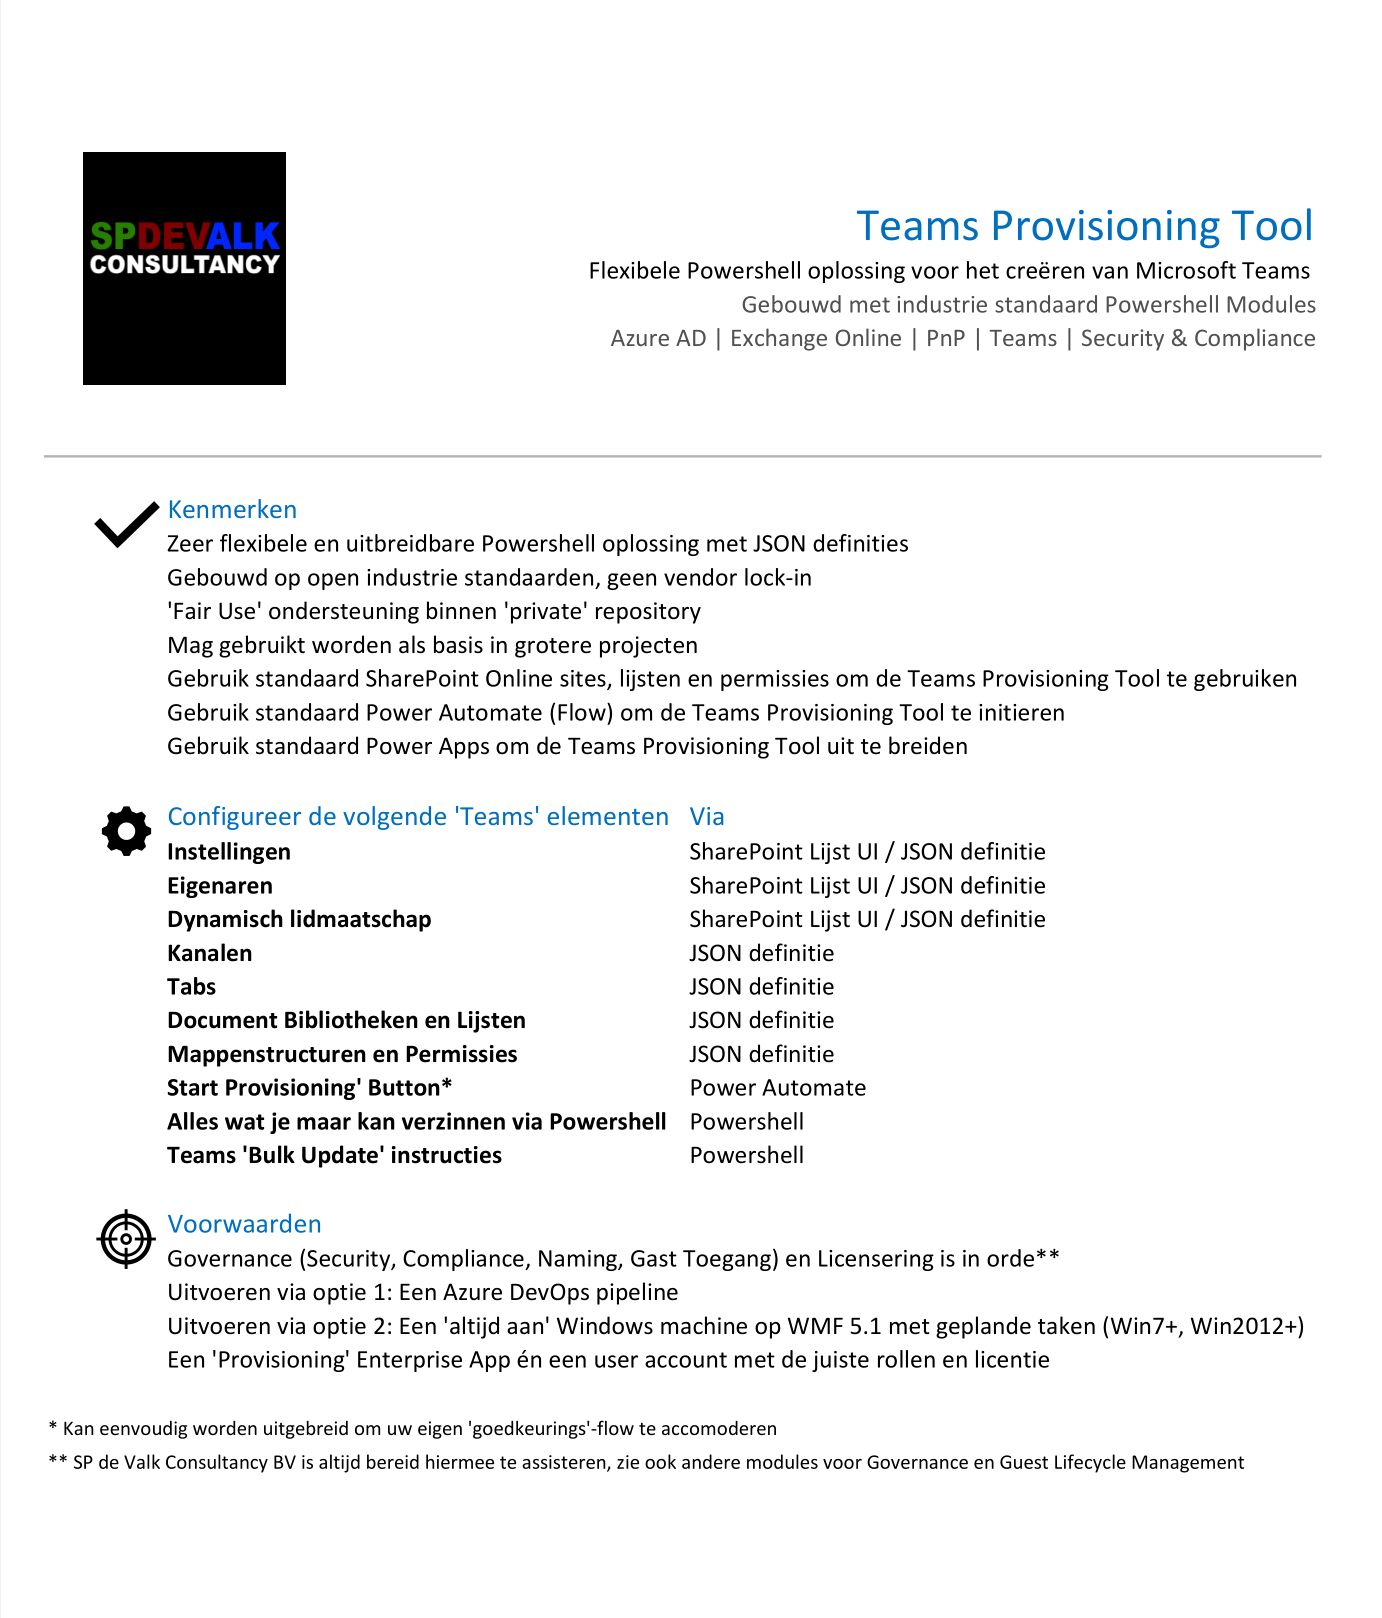 SPDEVALK
CONSULTANCY
Teams Provisioning Tool
Flexibele Powershell oplossing voor het creëren van Microsoft Teams
Gebouwd met industrie standaard Powershell Modules
Azure AD | Exchange Online | PnP | Teams | Security & Compliance
Kenmerken
Zeer flexibele en uitbreidbare Powershell oplossing met JSON definities
Gebouwd op open industrie standaarden, geen vendor lock-in
'Fair Use' ondersteuning binnen 'private' repository
Mag gebruikt worden als basis in grotere projecten
Gebruik standaard SharePoint Online sites, lijsten en permissies om de Teams Provisioning Tool te gebruiken
Gebruik standaard Power Automate (Flow) om de Teams Provisioning Tool te initieren
Gebruik standaard Power Apps om de Teams Provisioning Tool uit te breiden
Configureer de volgende 'Teams' elementen Via
Instellingen SharePoint Lijst UI / JSON definitie
Eigenaren SharePoint Lijst UI / JSON definitie
Dynamisch lidmaatschap SharePoint Lijst UI / JSON definitie
Kanalen JSON definitie
Tabs JSON definitie
Document Bibliotheken en Lijsten JSON definitie
Mappenstructuren en Permissies JSON definitie
Start Provisioning' Button* Power Automate
Alles wat je maar kan verzinnen via Powershell Powershell
Teams 'Bulk Update' instructies Powershell
Voorwaarden
Governance (Security, Compliance, Naming, Gast Toegang) en Licensering is in orde**
Uitvoeren via optie 1: Een Azure DevOps pipeline
Uitvoeren via optie 2: Een 'altijd aan' Windows machine op WMF 5.1 met geplande taken (Win7+, Win2012+)
Een 'Provisioning' Enterprise App én een user account met de juiste rollen en licentie
* Kan eenvoudig worden uitgebreid om uw eigen 'goedkeurings'-flow te accomoderen
** SP de Valk Consultancy BV is altijd bereid hiermee te assisteren, zie ook andere modules voor Governance en Guest Lifecycle Management